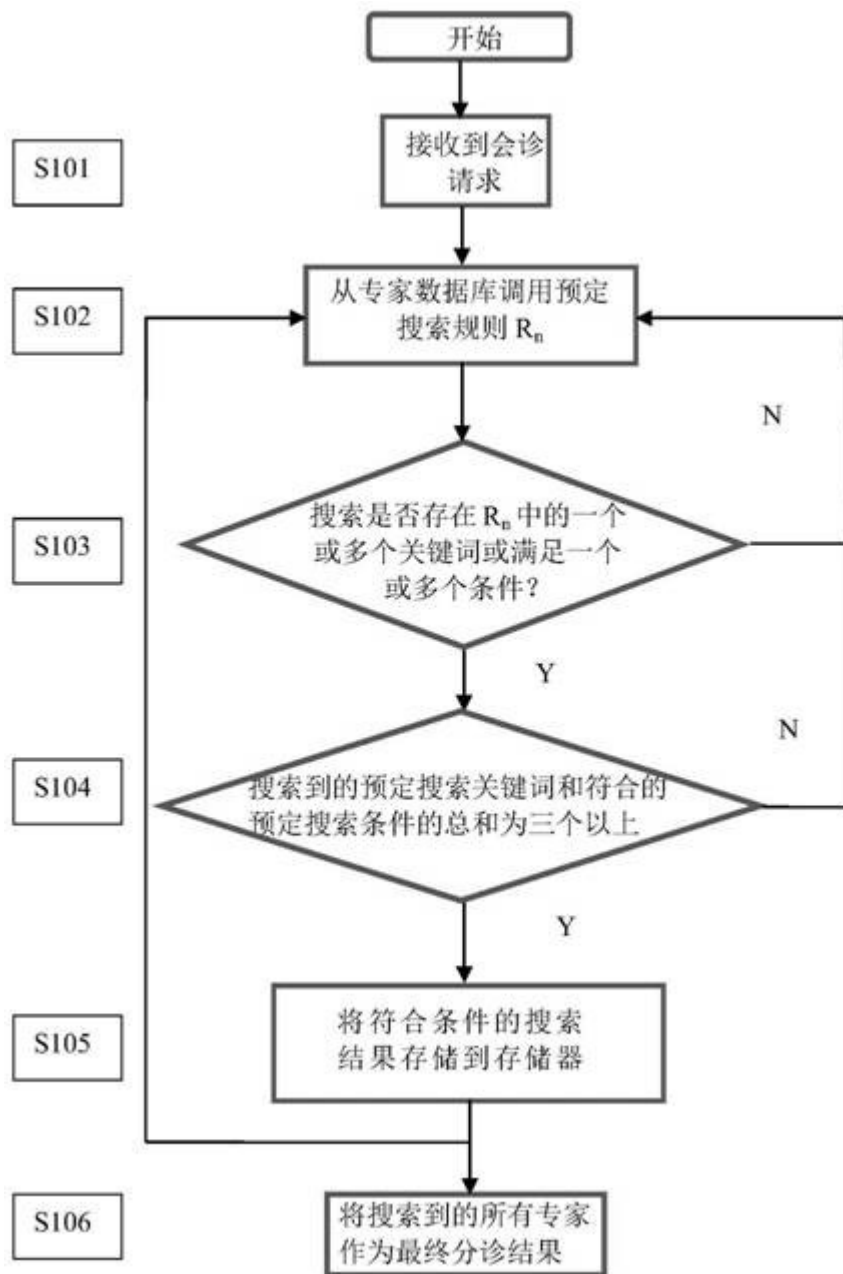 开始
S101
接收到会诊
请求
S102
从专家数据库调用预定
搜索规则 Rn
N
S103
搜索是否存在 Rn 中的一个
或多个关键词或满足一个
或多个条件？
Y
N
S104
搜索到的预定搜索关键词和符合的
预定搜索条件的总和为三个以上
Y
S105
将符合条件的搜索
结果存储到存储器
S106
将搜索到的所有专家
作为最终分诊结果